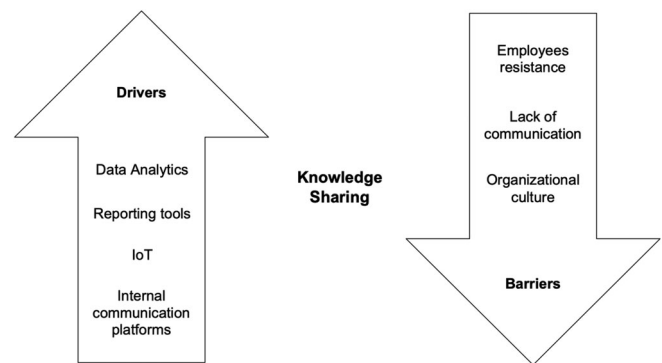 Drivers
Data Analytics
Reporting tools
IoT
Internal
communication
platforms
Knowledge
Sharing
Employees
resistance
Lack of
communication
Organizational
culture
Barriers